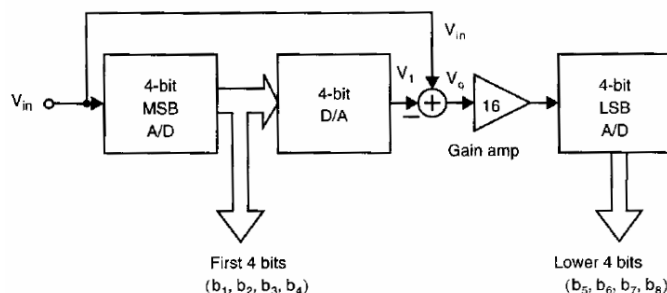 V_in
4-bit
MSB
A/D
4-bit
D/A
V_1
V_in
V_q
16
Gain amp
4-bit
LSB
A/D
First 4 bits
(b_1, b_2, b_3, b_4)
Lower 4 bits
(b_5, b_6, b_7, b_8)